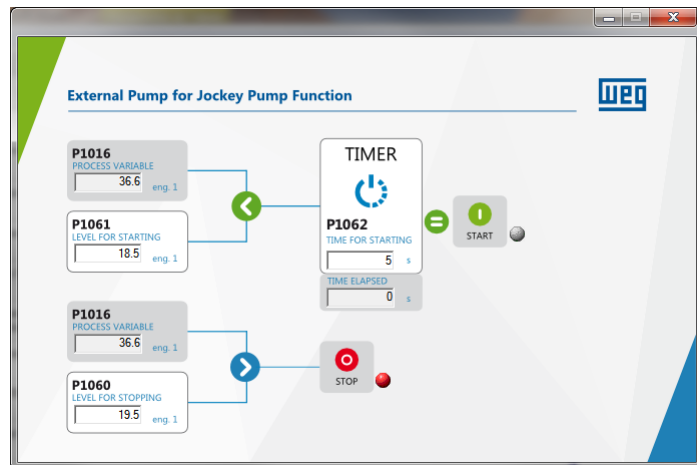 External Pump for Jockey Pump Function
WEG
P1016
PROCESS VARIABLE
36.6 eng. 1
P1061
LEVEL FOR STARTING
18.5 eng. 1
TIMER
P1062
TIME FOR STARTING
5 s
TIME ELAPSED
0 s
START
P1016
PROCESS VARIABLE
36.6 eng. 1
P1060
LEVEL FOR STOPPING
19.5 eng. 1
STOP